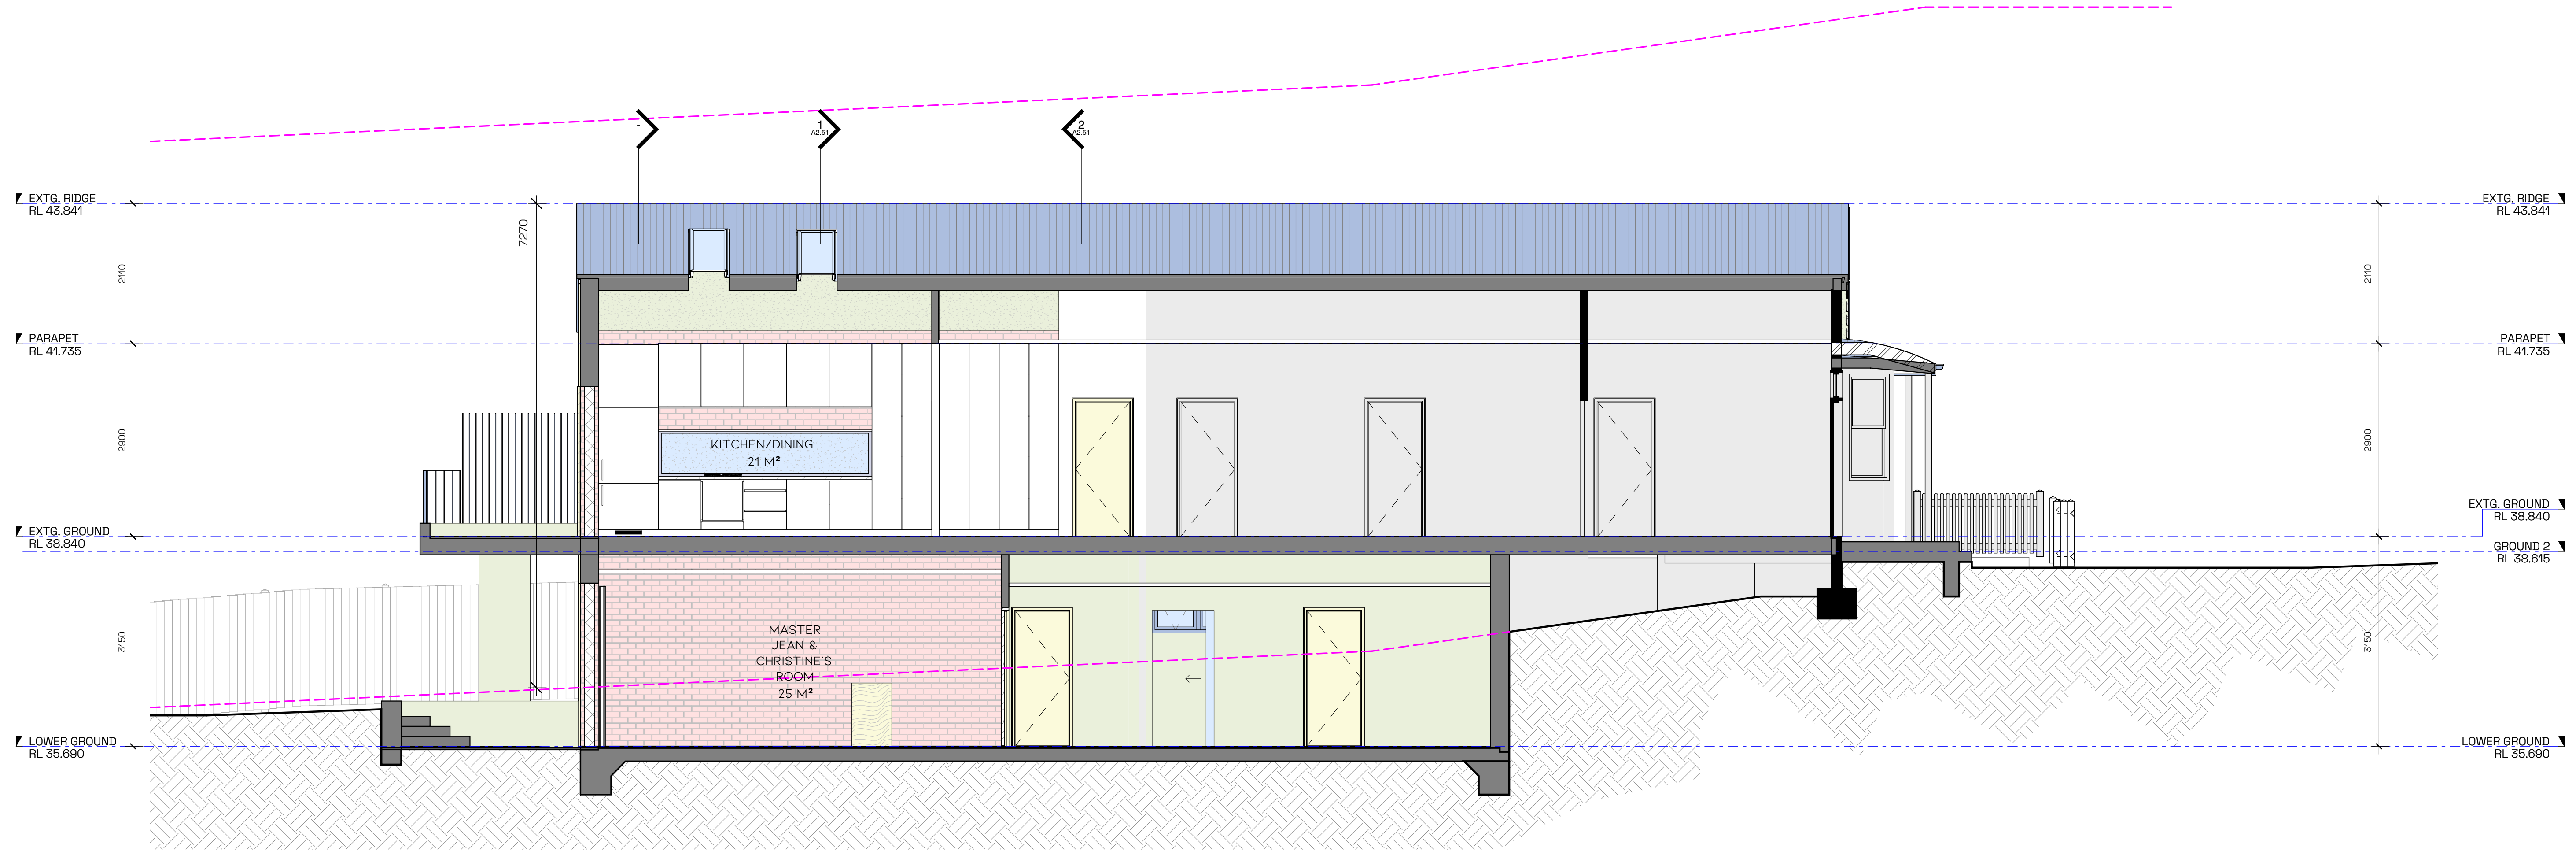 -
---
1
A2.51
2
A2.51
EXTG. RIDGE
RL 43.841
7270
2110
PARAPET
RL 41.735
2900
EXTG. GROUND
RL 38.840
3150
LOWER GROUND
RL 35.690
KITCHEN/DINING
21 M²
MASTER
JEAN &
CHRISTINE'S
ROOM
25 M²
EXTG. RIDGE
RL 43.841
2110
PARAPET
RL 41.735
2900
EXTG. GROUND
RL 38.840
GROUND 2
RL 38.615
3150
LOWER GROUND
RL 35.690